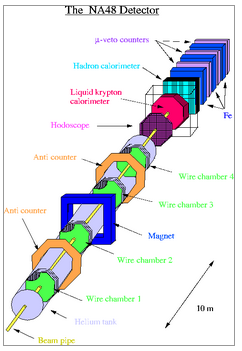 The NA48 Detector
μ-veto counters
Hadron calorimeter
Liquid krypton
calorimeter
Hodoscope
Fe
Anti counter
Wire chamber 4
Wire chamber 3
Anti counter
Magnet
Wire chamber 2
Wire chamber 1
10 m
Helium tank
Beam pipe